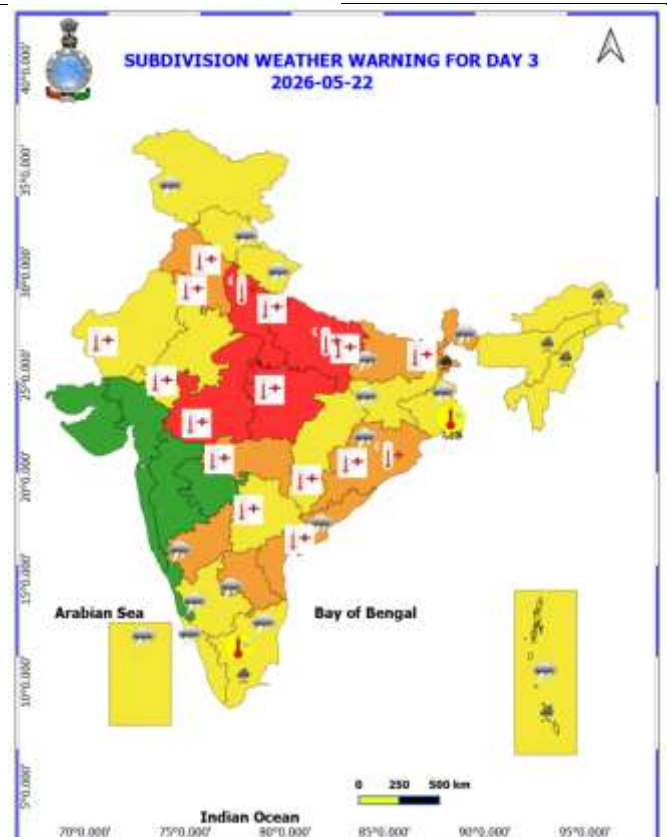 SUBDIVISION WEATHER WARNING FOR DAY 3
2026-05-22
40°0.000'
35°0.000'
30°0.000'
25°0.000'
20°0.000'
15°0.000'
10°0.000'
5°0.000'
Arabian Sea
Bay of Bengal
0 250 500 km
Indian Ocean
70°0.000' 75°0.000' 80°0.000' 85°0.000' 90°0.000' 95°0.000'